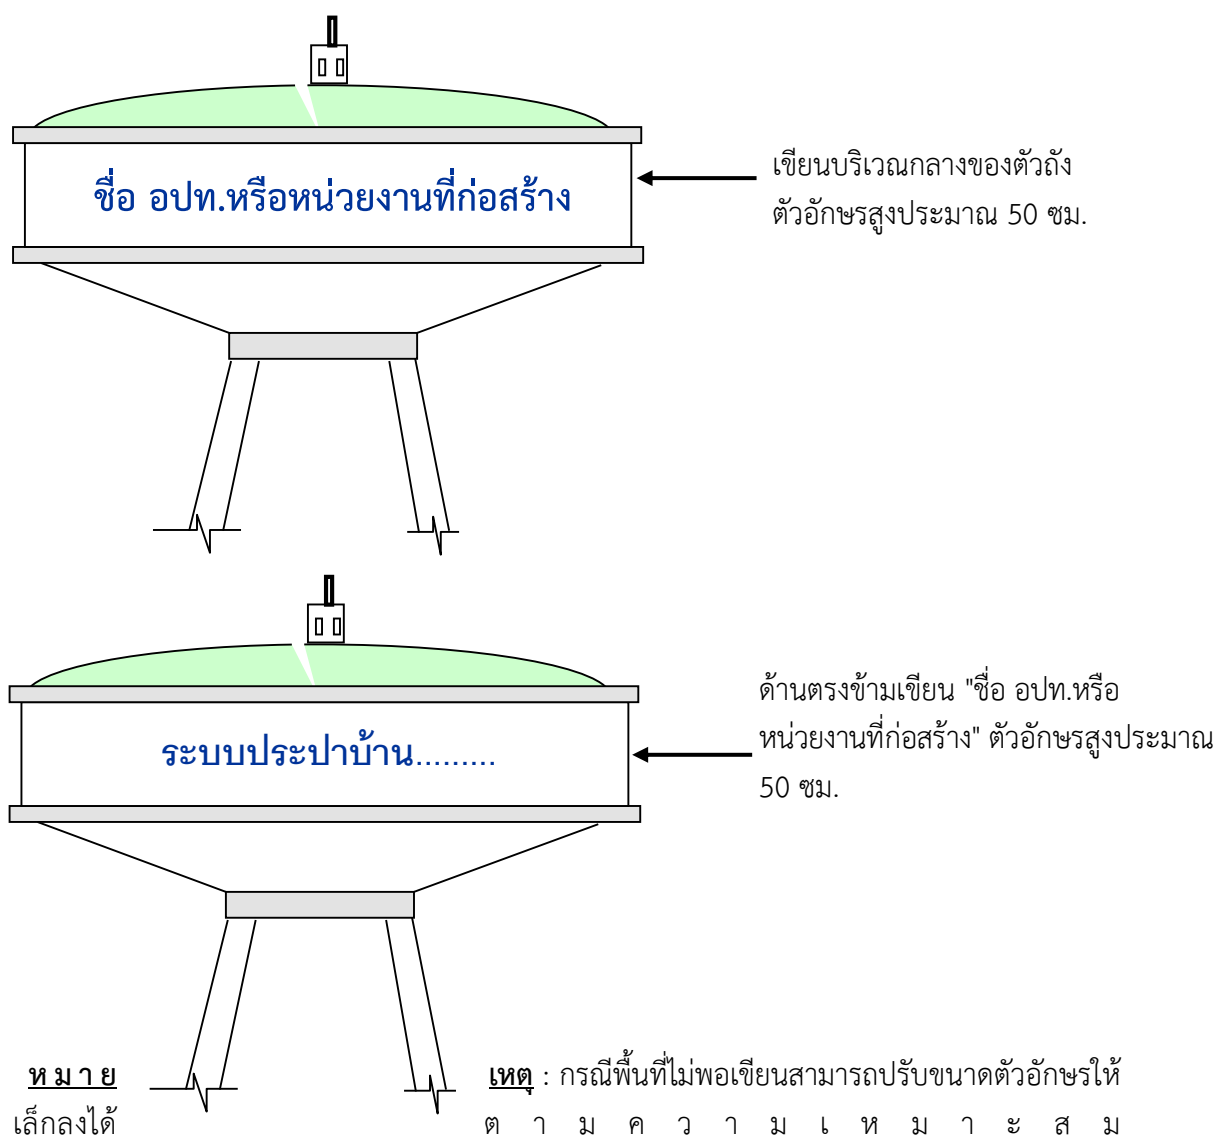 ชื่อ อปท.หรือหน่วยงานที่ก่อสร้าง
เขียนบริเวณกลางของตัวถัง
ตัวอักษรสูงประมาณ 50 ซม.
ระบบประปาบ้าน.........
ด้านตรงข้ามเขียน "ชื่อ อปท.หรือ
หน่วยงานที่ก่อสร้าง" ตัวอักษรสูงประมาณ
50 ซม.
หมายเหตุ : กรณีพื้นที่ไม่พอเขียนสามารถปรับขนาดตัวอักษรให้
เล็กลงได้ ตามความเหมาะสม